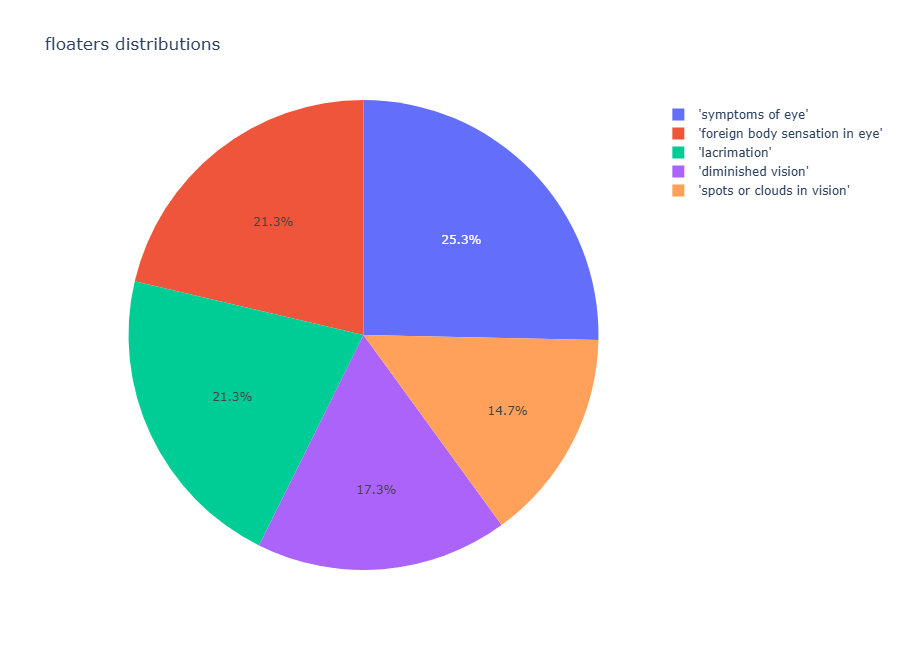 floaters distributions
'symptoms of eye'
'foreign body sensation in eye'
'lacrimation'
'diminished vision'
'spots or clouds in vision'
21.3%
25.3%
21.3%
14.7%
17.3%